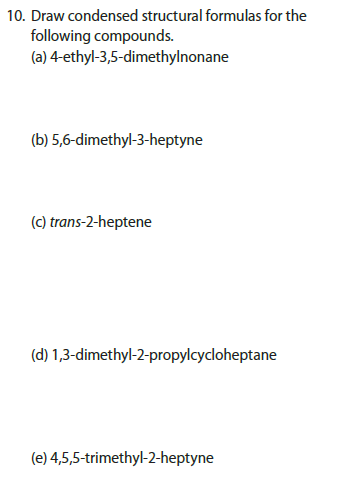 10. Draw condensed structural formulas for the
following compounds.
(a) 4-ethyl-3,5-dimethylnonane
(b) 5,6-dimethyl-3-heptyne
(c) trans-2-heptene
(d) 1,3-dimethyl-2-propylcycloheptane
(e) 4,5,5-trimethyl-2-heptyne